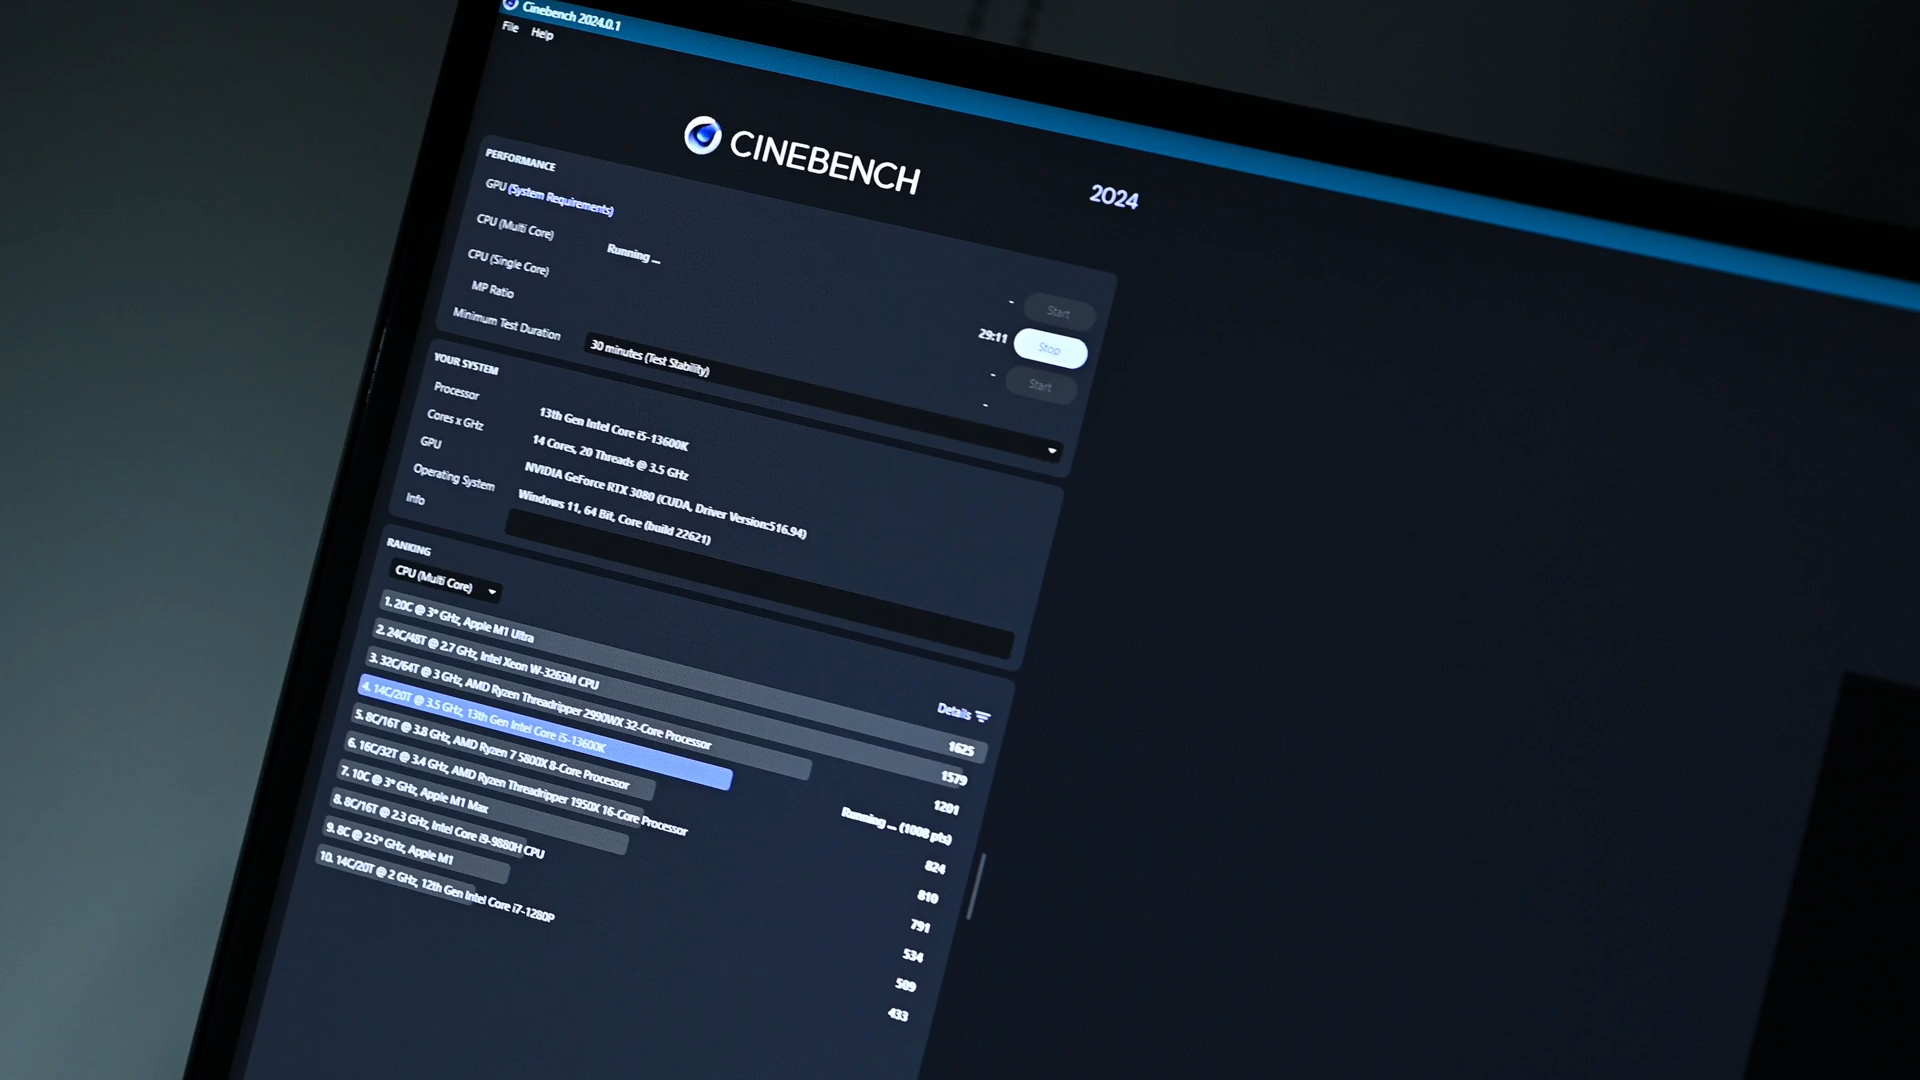 Cinebench 2024.0.1
File Help
CINEBENCH 2024
PERFORMANCE
GPU (System Requirements) - Start
CPU (Multi Core) Running ... 29:11 Stop
CPU (Single Core) - Start
MP Ratio -
Minimum Test Duration 30 minutes (Test Stability)
YOUR SYSTEM
Processor 13th Gen Intel Core i5-13600K
Cores x GHz 14 Cores, 20 Threads @ 3.5 GHz
GPU NVIDIA GeForce RTX 3080 (CUDA, Driver Version:516.94)
Operating System Windows 11, 64 Bit, Core (build 22621)
Info
RANKING
CPU (Multi Core) Details
1. 20C @ 3* GHz, Apple M1 Ultra 1625
2. 24C/48T @ 2.7 GHz, Intel Xeon W-3265M CPU 1579
3. 32C/64T @ 3 GHz, AMD Ryzen Threadripper 2990WX 32-Core Processor 1201
4. 14C/20T @ 3.5 GHz, 13th Gen Intel Core i5-13600K Running ... (1008 pts)
5. 8C/16T @ 3.8 GHz, AMD Ryzen 7 5800X 8-Core Processor 824
6. 16C/32T @ 3.4 GHz, AMD Ryzen Threadripper 1950X 16-Core Processor 810
7. 10C @ 3* GHz, Apple M1 Max 791
8. 8C/16T @ 2.3 GHz, Intel Core i9-9880H CPU 534
9. 8C @ 2.5* GHz, Apple M1 509
10. 14C/20T @ 2 GHz, 12th Gen Intel Core i7-1280P 433